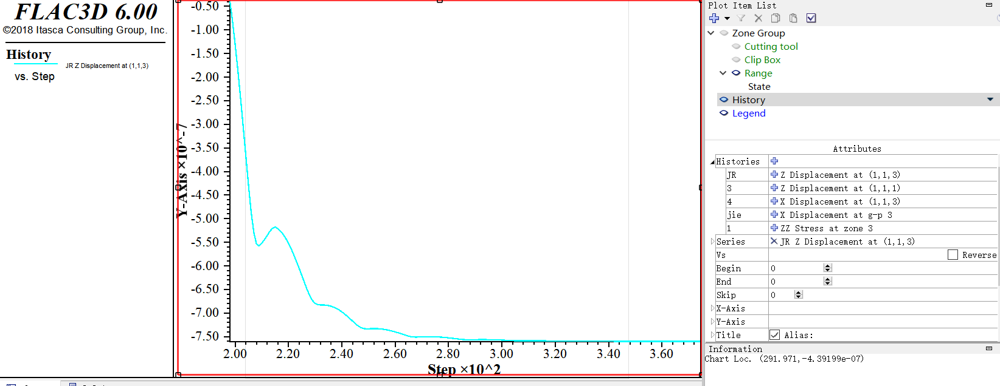 FLAC3D 6.00
©2018 Itasca Consulting Group, Inc.
History
JR Z Displacement at (1,1,3)
vs. Step
Y-Axis ×10^-7
-0.50
-1.00
-1.50
-2.00
-2.50
-3.00
-3.50
-4.00
-4.50
-5.00
-5.50
-6.00
-6.50
-7.00
-7.50
2.00 2.20 2.40 2.60 2.80 3.00 3.20 3.40 3.60
Step ×10^2
Plot Item List
Zone Group
Cutting tool
Clip Box
Range
State
History
Legend
Attributes
Histories
JR Z Displacement at (1,1,3)
3 Z Displacement at (1,1,1)
4 X Displacement at (1,1,3)
jie X Displacement at g-p 3
1 ZZ Stress at zone 3
Series JR Z Displacement at (1,1,3)
Vs Reverse
Begin 0
End 0
Skip 0
X-Axis
Y-Axis
Title Alias:
Information
Chart Loc. (291.971,-4.39199e-07)